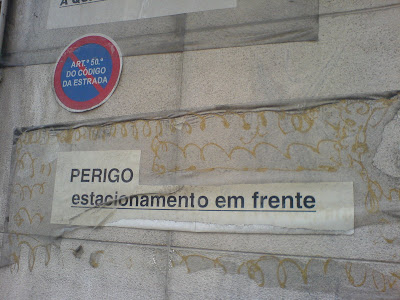 ART.º 50.º
DO CÓDIGO
DA ESTRADA
PERIGO
estacionamento em frente